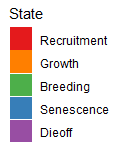 State
Recruitment
Growth
Breeding
Senescence
Dieoff